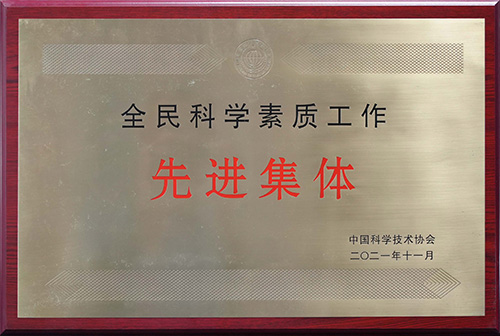 全民科学素质工作
先进集体
中国科学技术协会
二〇二一年十一月